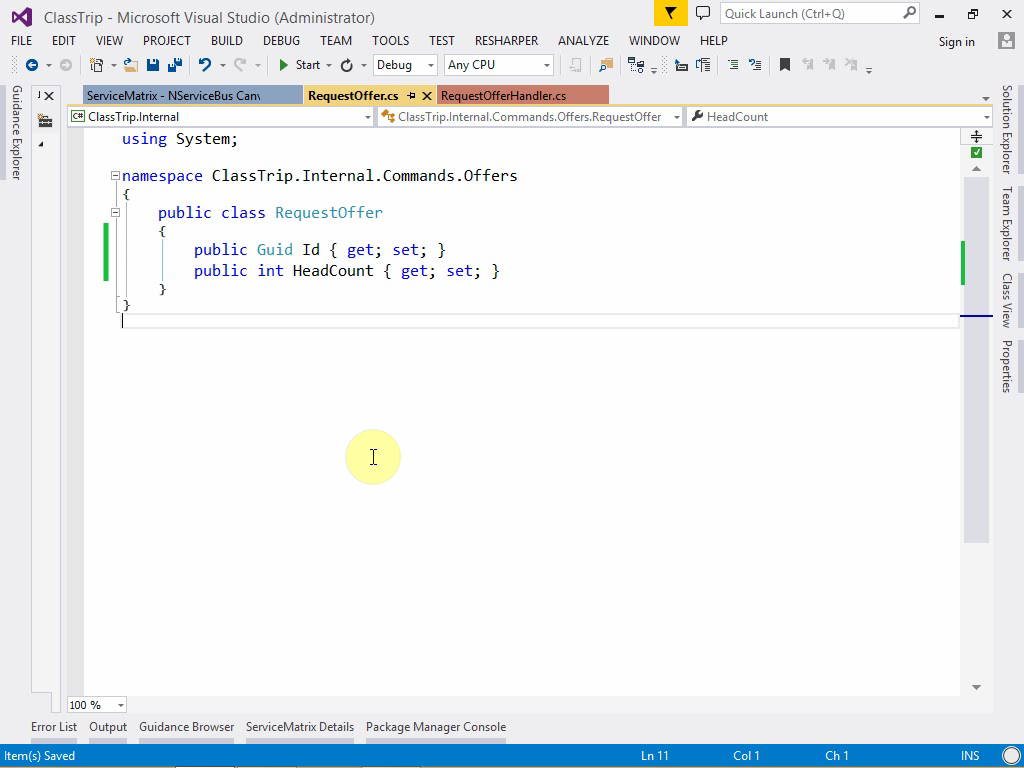 ClassTrip - Microsoft Visual Studio (Administrator)
Quick Launch (Ctrl+Q)
FILE EDIT VIEW PROJECT BUILD DEBUG TEAM TOOLS TEST RESHARPER ANALYZE WINDOW HELP
Sign in
Start Debug Any CPU
Guidance Explorer
ServiceMatrix - NServiceBus Can RequestOffer.cs RequestOfferHandler.cs
C# ClassTrip.Internal ClassTrip.Internal.Commands.Offers.RequestOffer HeadCount
using System;
namespace ClassTrip.Internal.Commands.Offers
{
public class RequestOffer
{
public Guid Id { get; set; }
public int HeadCount { get; set; }
}
}
Solution Explorer
Team Explorer
Class View
Properties
100 %
Error List Output Guidance Browser ServiceMatrix Details Package Manager Console
Item(s) Saved Ln 11 Col 1 Ch 1 INS